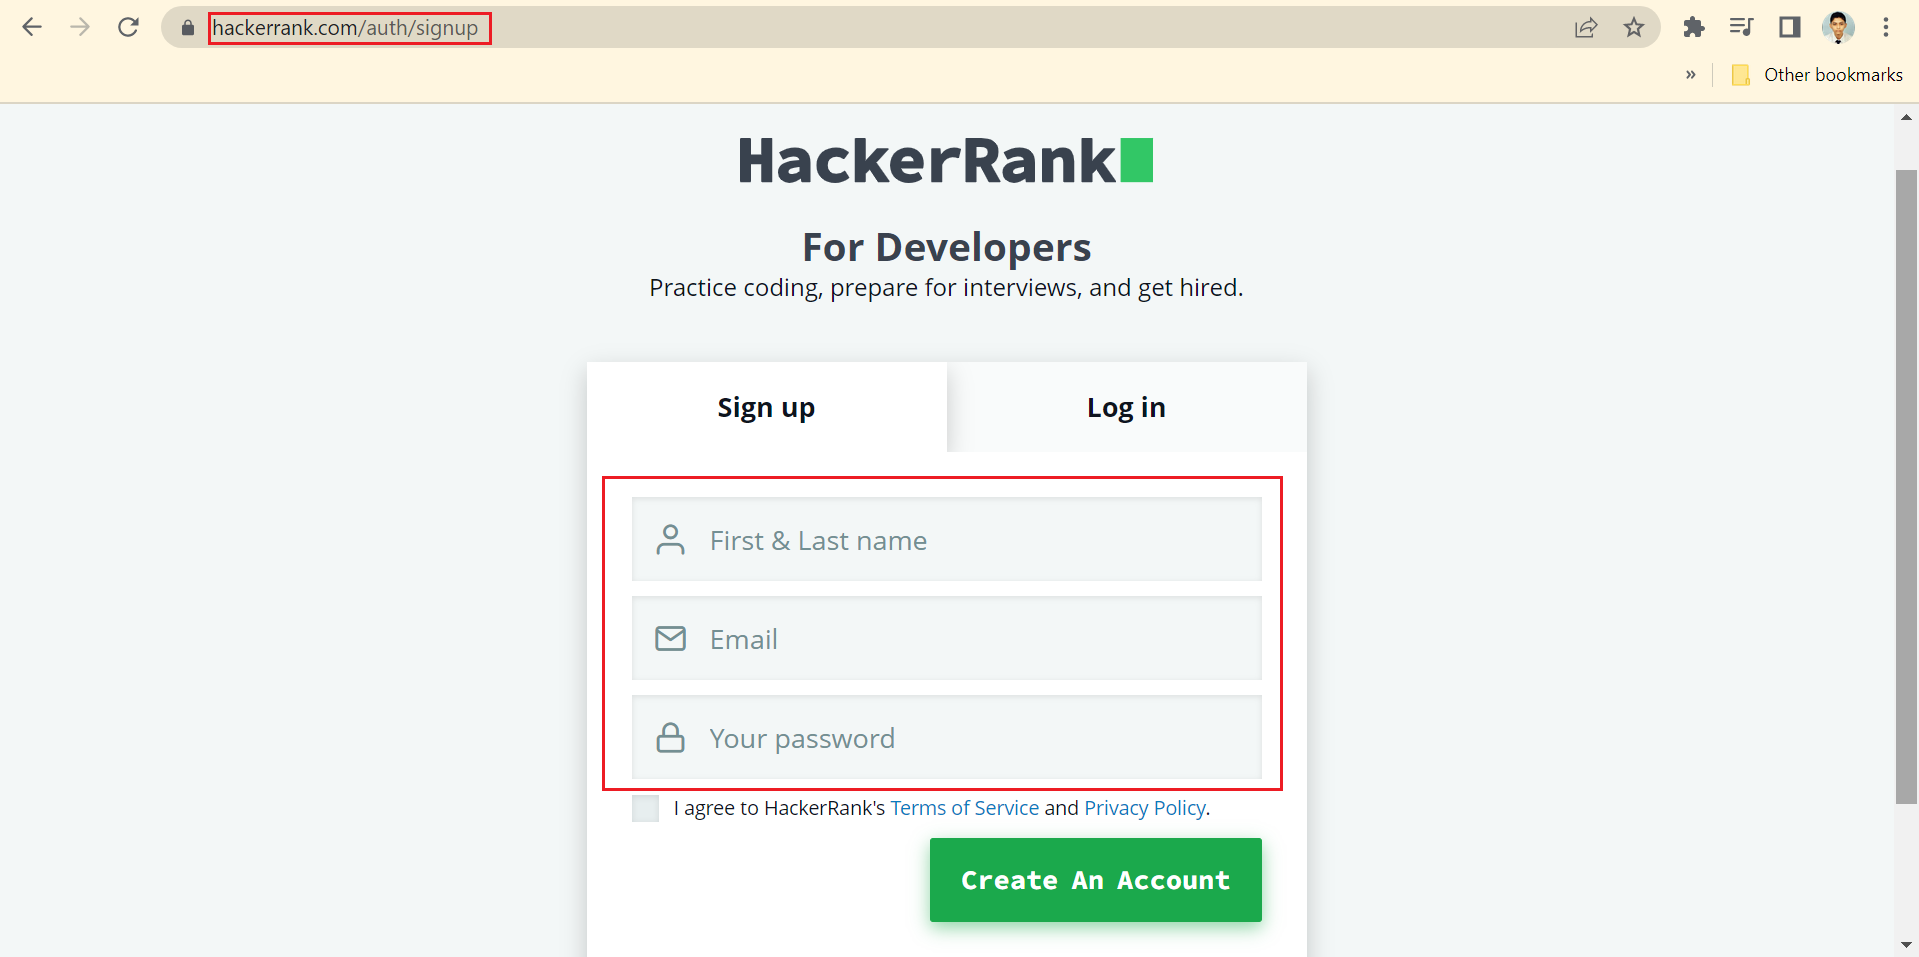 hackerrank.com/auth/signup
» Other bookmarks
HackerRank
For Developers
Practice coding, prepare for interviews, and get hired.
Sign up Log in
First & Last name
Email
Your password
I agree to HackerRank's Terms of Service and Privacy Policy.
Create An Account